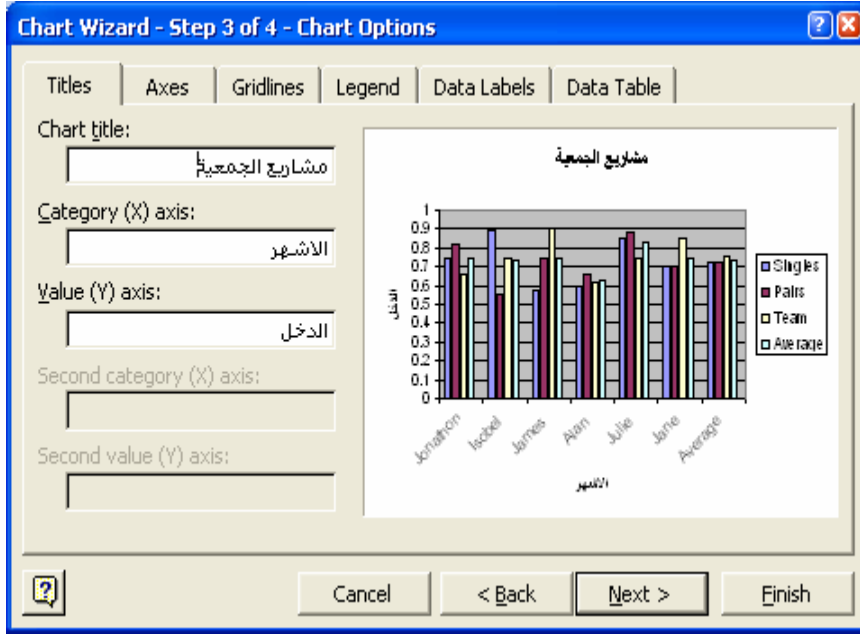 Chart Wizard - Step 3 of 4 - Chart Options
Titles Axes Gridlines Legend Data Labels Data Table
Chart title:
مشاريع الجمعية
Category (X) axis:
الاشهر
Value (Y) axis:
الدخل
Second category (X) axis:
Second value (Y) axis:
مشاريع الجمعية
الدخل
1
0.9
0.8
0.7
0.6
0.5
0.4
0.3
0.2
0.1
0
Jonathon Isobel James Alan Julie Jane Average
الاشهر
Singles
Pairs
Team
Average
Cancel < Back Next > Finish